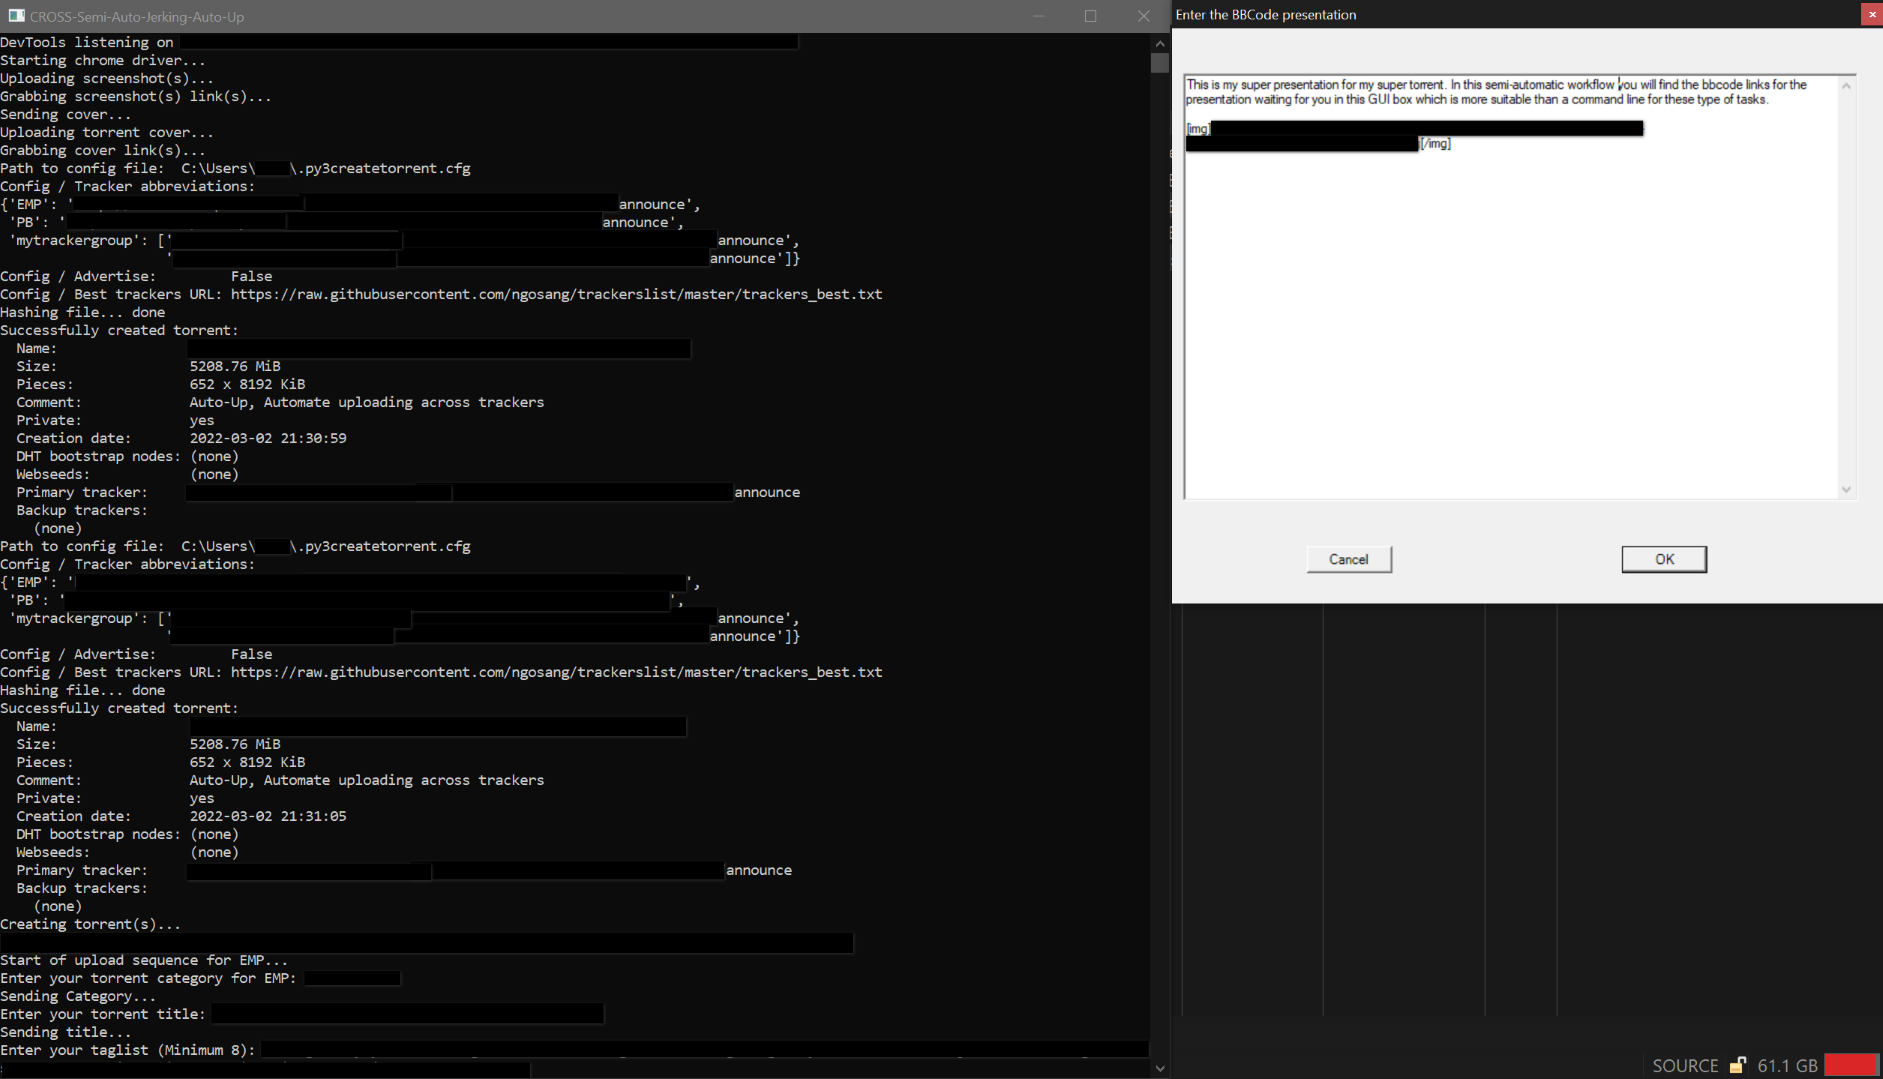 CROSS-Semi-Auto-Jerking-Auto-Up
DevTools listening on
Starting chrome driver...
Uploading screenshot(s)...
Grabbing screenshot(s) link(s)...
Sending cover...
Uploading torrent cover...
Grabbing cover link(s)...
Path to config file:  C:\Users\ \.py3createtorrent.cfg
Config / Tracker abbreviations:
{'EMP': ' announce',
'PB': ' announce',
'mytrackergroup': [' announce',
' announce']}
Config / Advertise: False
Config / Best trackers URL: https://raw.githubusercontent.com/ngosang/trackerslist/master/trackers_best.txt
Hashing file... done
Successfully created torrent:
Name:
Size: 5208.76 MiB
Pieces: 652 x 8192 KiB
Comment: Auto-Up, Automate uploading across trackers
Private: yes
Creation date: 2022-03-02 21:30:59
DHT bootstrap nodes: (none)
Webseeds: (none)
Primary tracker: announce
Backup trackers:
(none)
Path to config file:  C:\Users\ \.py3createtorrent.cfg
Config / Tracker abbreviations:
{'EMP': ' ',
'PB': ' ',
'mytrackergroup': [' announce',
' announce']}
Config / Advertise: False
Config / Best trackers URL: https://raw.githubusercontent.com/ngosang/trackerslist/master/trackers_best.txt
Hashing file... done
Successfully created torrent:
Name:
Size: 5208.76 MiB
Pieces: 652 x 8192 KiB
Comment: Auto-Up, Automate uploading across trackers
Private: yes
Creation date: 2022-03-02 21:31:05
DHT bootstrap nodes: (none)
Webseeds: (none)
Primary tracker: announce
Backup trackers:
(none)
Creating torrent(s)...
Start of upload sequence for EMP...
Enter your torrent category for EMP:
Sending Category...
Enter your torrent title:
Sending title...
Enter your taglist (Minimum 8):
Enter the BBCode presentation
This is my super presentation for my super torrent. In this semi-automatic workflow you will find the bbcode links for the
presentation waiting for you in this GUI box which is more suitable than a command line for these type of tasks.
[img]
[/img]
Cancel
OK
SOURCE 61.1 GB